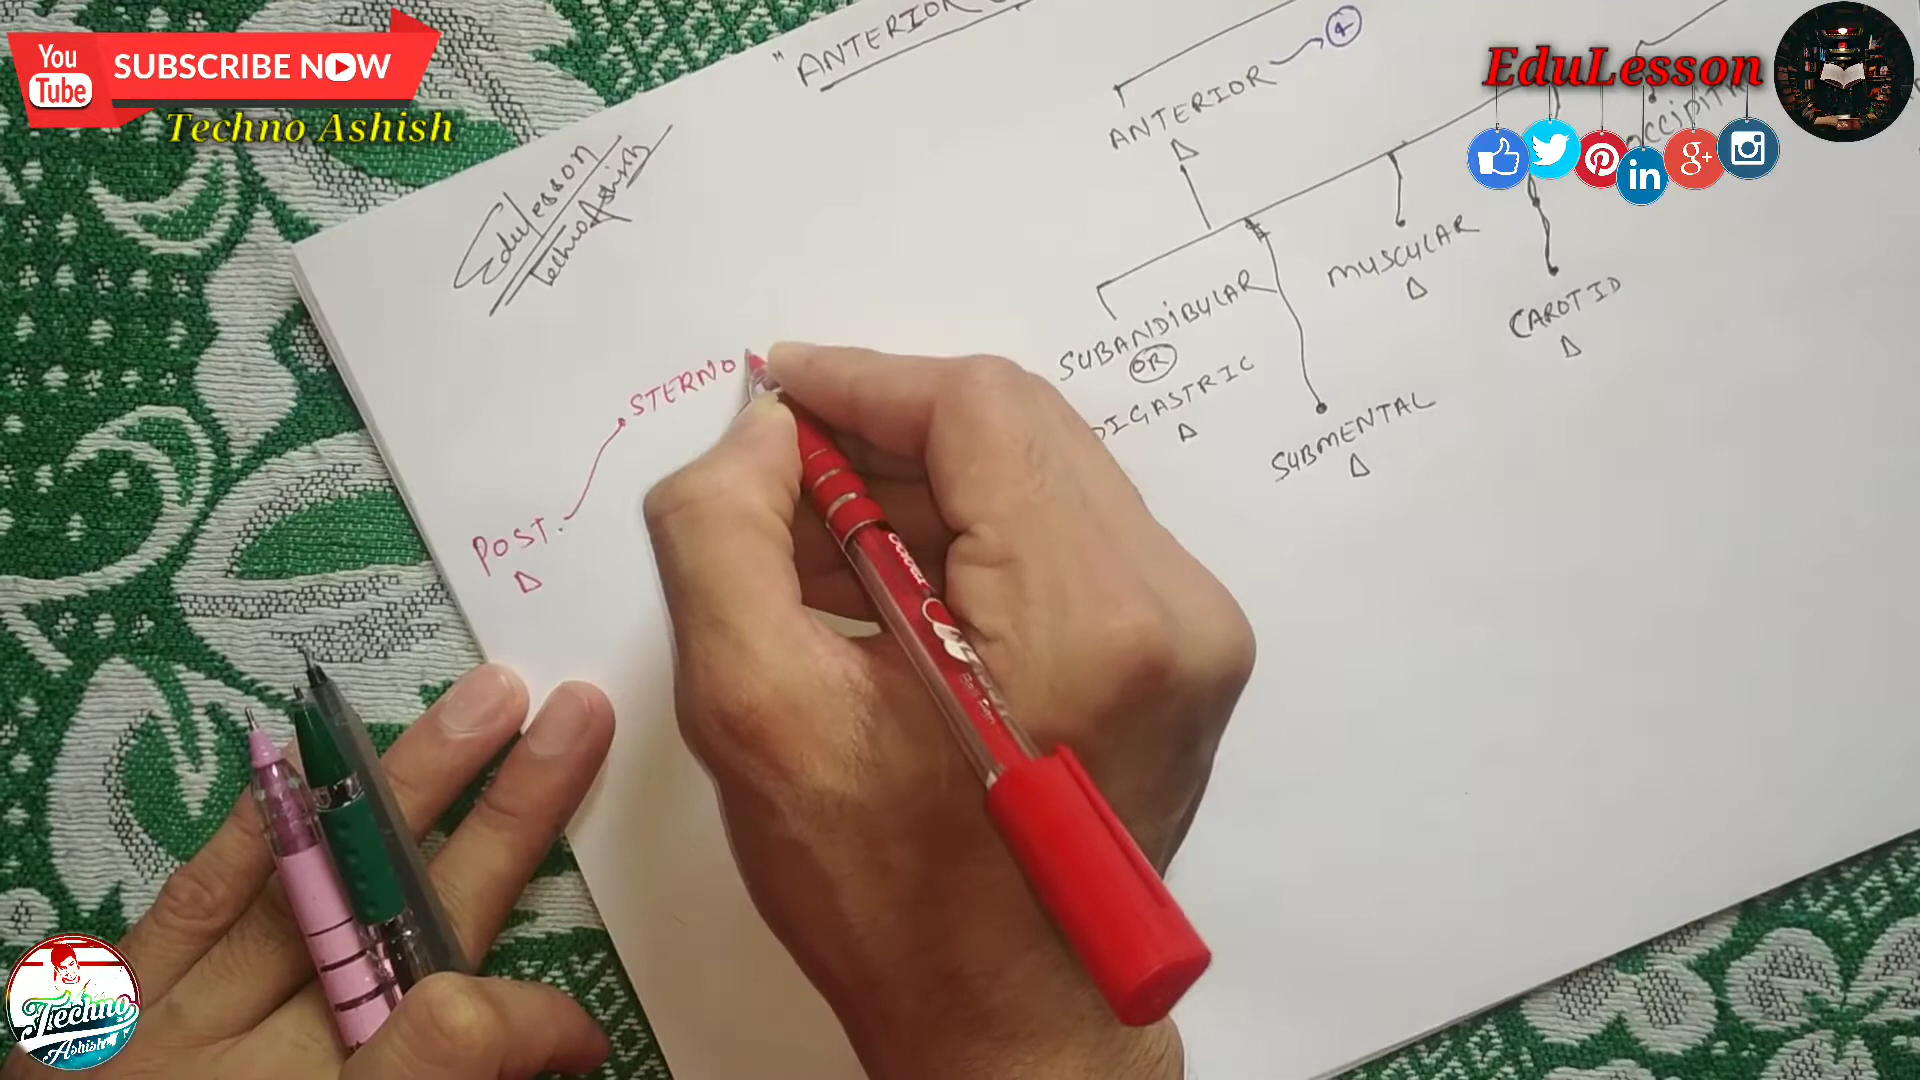 You
Tube
SUBSCRIBE NOW
Techno Ashish
EduLesson
"ANTERIOR
ANTERIOR
4
Δ
EduLesson
TechnoAshish
MUSCULAR
Δ
CAROTID
Δ
SUBANDIBULAR
OR
DIGASTRIC
Δ
SUBMENTAL
Δ
STERNO
POST.
Δ
Techno
Ashish